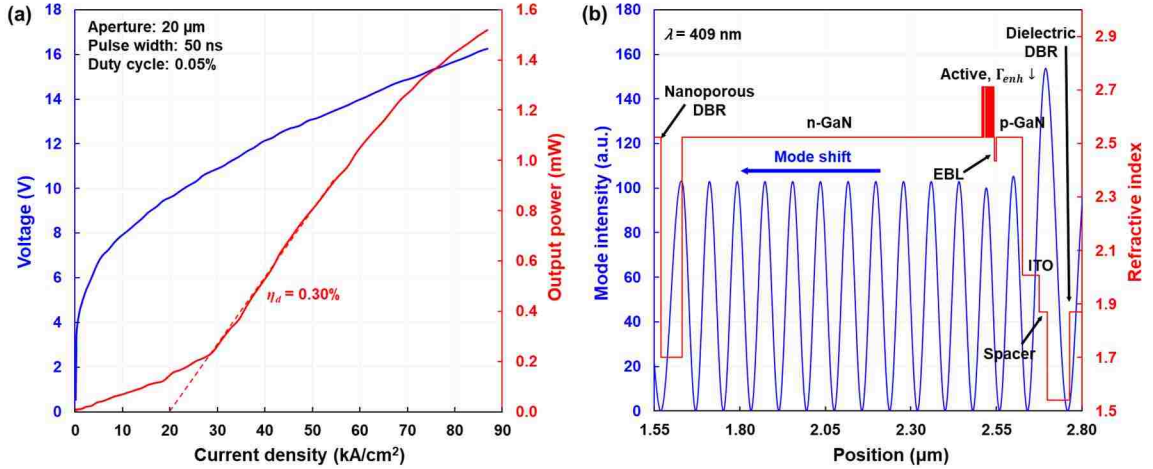 (a)
Aperture: 20 µm
Pulse width: 50 ns
Duty cycle: 0.05%
η_d = 0.30%
Voltage (V)
18
16
14
12
10
8
6
4
2
0
Output power (mW)
1.6
1.4
1.2
1.0
0.8
0.6
0.4
0.2
0.0
0 10 20 30 40 50 60 70 80 90
Current density (kA/cm²)
(b)
λ = 409 nm
Dielectric
DBR
Active, Γ_enh ↓
Nanoporous
DBR
n-GaN
p-GaN
EBL
Mode shift
ITO
Spacer
Mode intensity (a.u.)
180
160
140
120
100
80
60
40
20
0
Refractive index
2.9
2.7
2.5
2.3
2.1
1.9
1.7
1.5
1.55 1.80 2.05 2.30 2.55 2.80
Position (µm)